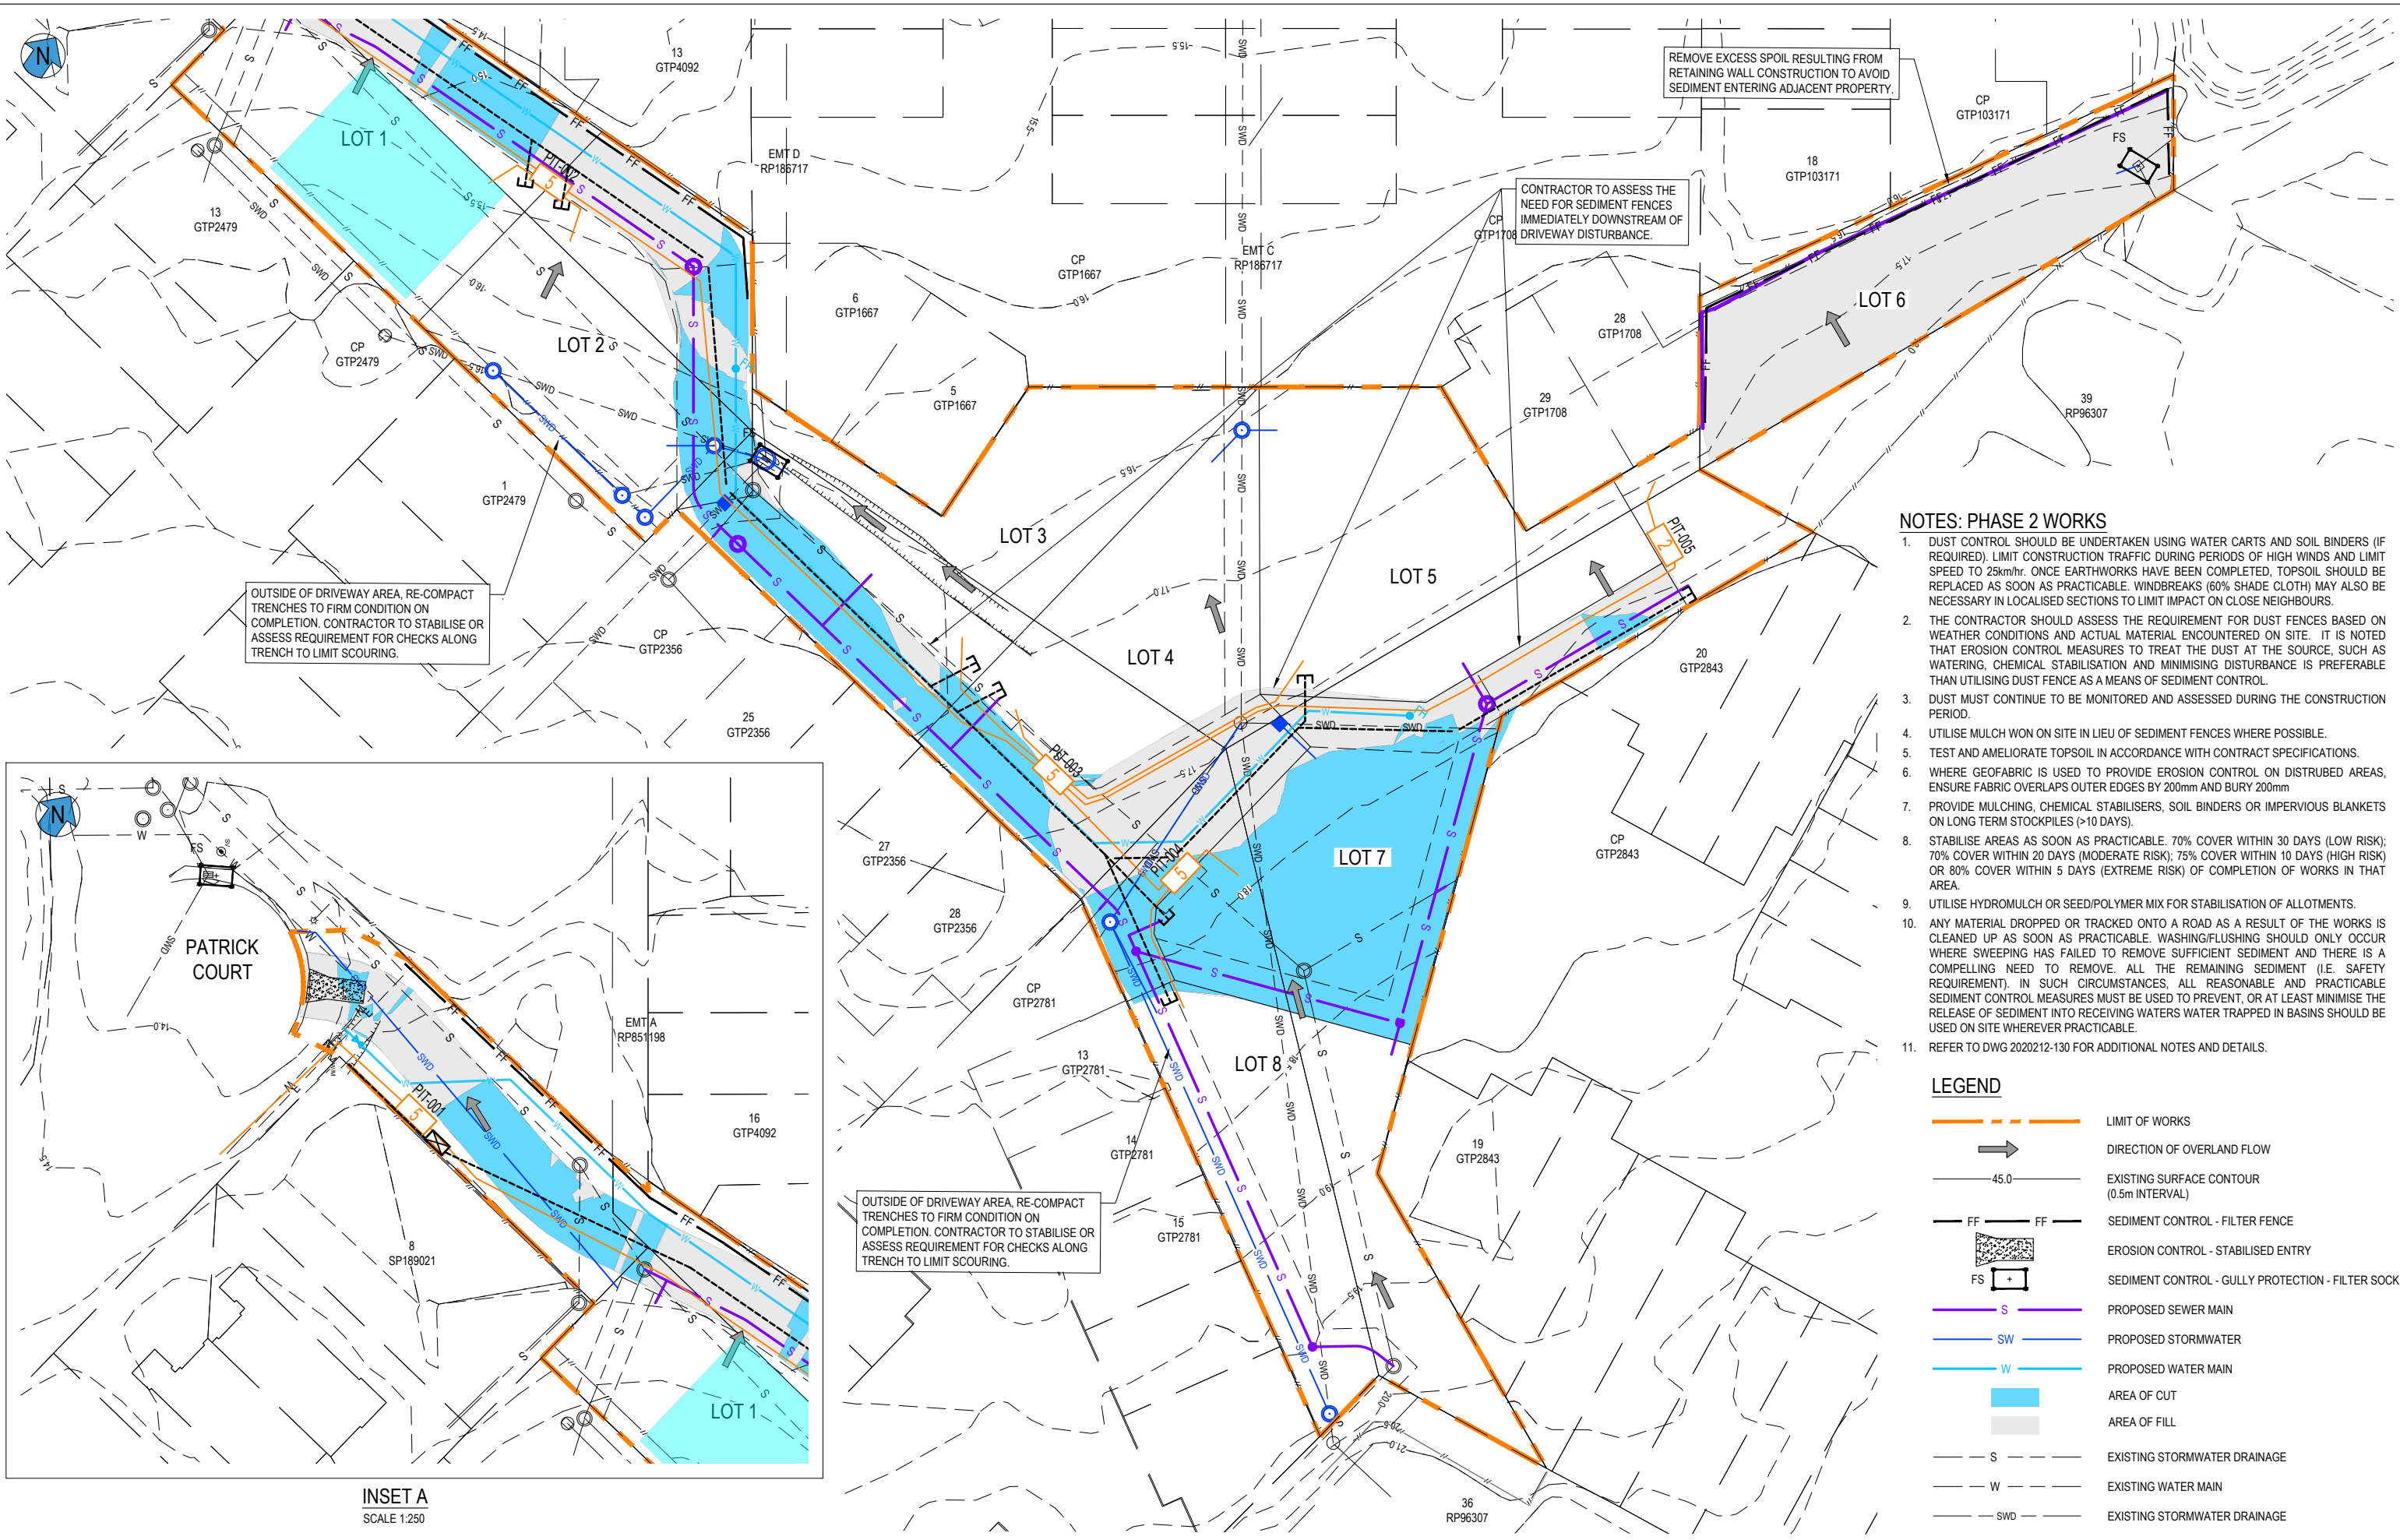 N
13
GTP4092
LOT 1
PIT-002
5
EMT D
RP186717
13
GTP2479
LOT 2
CP
GTP2479
1
GTP2479
6
GTP1667
5
GTP1667
CP
GTP1667
EMT C
RP186717
REMOVE EXCESS SPOIL RESULTING FROM
RETAINING WALL CONSTRUCTION TO AVOID
SEDIMENT ENTERING ADJACENT PROPERTY.
CONTRACTOR TO ASSESS THE
NEED FOR SEDIMENT FENCES
IMMEDIATELY DOWNSTREAM OF
DRIVEWAY DISTURBANCE.
CP
GTP1708
CP
GTP103171
18
GTP103171
FS
LOT 6
28
GTP1708
29
GTP1708
39
RP96307
OUTSIDE OF DRIVEWAY AREA, RE-COMPACT
TRENCHES TO FIRM CONDITION ON
COMPLETION. CONTRACTOR TO STABILISE OR
ASSESS REQUIREMENT FOR CHECKS ALONG
TRENCH TO LIMIT SCOURING.
CP
GTP2356
25
GTP2356
27
GTP2356
28
GTP2356
LOT 3
LOT 4
LOT 5
PIT-005
2
20
GTP2843
PIT-003
5
PIT-004
5
LOT 7
CP
GTP2843
CP
GTP2781
13
GTP2781
LOT 8
14
GTP2781
15
GTP2781
19
GTP2843
36
RP96307
OUTSIDE OF DRIVEWAY AREA, RE-COMPACT
TRENCHES TO FIRM CONDITION ON
COMPLETION. CONTRACTOR TO STABILISE OR
ASSESS REQUIREMENT FOR CHECKS ALONG
TRENCH TO LIMIT SCOURING.
N
FS
PATRICK
COURT
EMT A
RP851198
PIT-001
5
16
GTP4092
8
SP189021
LOT 1
INSET A
SCALE 1:250
NOTES: PHASE 2 WORKS
1. DUST CONTROL SHOULD BE UNDERTAKEN USING WATER CARTS AND SOIL BINDERS (IF
REQUIRED). LIMIT CONSTRUCTION TRAFFIC DURING PERIODS OF HIGH WINDS AND LIMIT
SPEED TO 25km/hr. ONCE EARTHWORKS HAVE BEEN COMPLETED, TOPSOIL SHOULD BE
REPLACED AS SOON AS PRACTICABLE. WINDBREAKS (60% SHADE CLOTH) MAY ALSO BE
NECESSARY IN LOCALISED SECTIONS TO LIMIT IMPACT ON CLOSE NEIGHBOURS.
2. THE CONTRACTOR SHOULD ASSESS THE REQUIREMENT FOR DUST FENCES BASED ON
WEATHER CONDITIONS AND ACTUAL MATERIAL ENCOUNTERED ON SITE. IT IS NOTED
THAT EROSION CONTROL MEASURES TO TREAT THE DUST AT THE SOURCE, SUCH AS
WATERING, CHEMICAL STABILISATION AND MINIMISING DISTURBANCE IS PREFERABLE
THAN UTILISING DUST FENCE AS A MEANS OF SEDIMENT CONTROL.
3. DUST MUST CONTINUE TO BE MONITORED AND ASSESSED DURING THE CONSTRUCTION
PERIOD.
4. UTILISE MULCH WON ON SITE IN LIEU OF SEDIMENT FENCES WHERE POSSIBLE.
5. TEST AND AMELIORATE TOPSOIL IN ACCORDANCE WITH CONTRACT SPECIFICATIONS.
6. WHERE GEOFABRIC IS USED TO PROVIDE EROSION CONTROL ON DISTRUBED AREAS,
ENSURE FABRIC OVERLAPS OUTER EDGES BY 200mm AND BURY 200mm
7. PROVIDE MULCHING, CHEMICAL STABILISERS, SOIL BINDERS OR IMPERVIOUS BLANKETS
ON LONG TERM STOCKPILES (>10 DAYS).
8. STABILISE AREAS AS SOON AS PRACTICABLE. 70% COVER WITHIN 30 DAYS (LOW RISK);
70% COVER WITHIN 20 DAYS (MODERATE RISK); 75% COVER WITHIN 10 DAYS (HIGH RISK)
OR 80% COVER WITHIN 5 DAYS (EXTREME RISK) OF COMPLETION OF WORKS IN THAT
AREA.
9. UTILISE HYDROMULCH OR SEED/POLYMER MIX FOR STABILISATION OF ALLOTMENTS.
10. ANY MATERIAL DROPPED OR TRACKED ONTO A ROAD AS A RESULT OF THE WORKS IS
CLEANED UP AS SOON AS PRACTICABLE. WASHING/FLUSHING SHOULD ONLY OCCUR
WHERE SWEEPING HAS FAILED TO REMOVE SUFFICIENT SEDIMENT AND THERE IS A
COMPELLING NEED TO REMOVE. ALL THE REMAINING SEDIMENT (I.E. SAFETY
REQUIREMENT). IN SUCH CIRCUMSTANCES, ALL REASONABLE AND PRACTICABLE
SEDIMENT CONTROL MEASURES MUST BE USED TO PREVENT, OR AT LEAST MINIMISE THE
RELEASE OF SEDIMENT INTO RECEIVING WATERS WATER TRAPPED IN BASINS SHOULD BE
USED ON SITE WHEREVER PRACTICABLE.
11. REFER TO DWG 2020212-130 FOR ADDITIONAL NOTES AND DETAILS.
LEGEND
LIMIT OF WORKS
DIRECTION OF OVERLAND FLOW
45.0 EXISTING SURFACE CONTOUR
(0.5m INTERVAL)
FF FF SEDIMENT CONTROL - FILTER FENCE
EROSION CONTROL - STABILISED ENTRY
FS SEDIMENT CONTROL - GULLY PROTECTION - FILTER SOCK
S PROPOSED SEWER MAIN
SW PROPOSED STORMWATER
W PROPOSED WATER MAIN
AREA OF CUT
AREA OF FILL
S EXISTING STORMWATER DRAINAGE
W EXISTING WATER MAIN
SWD EXISTING STORMWATER DRAINAGE